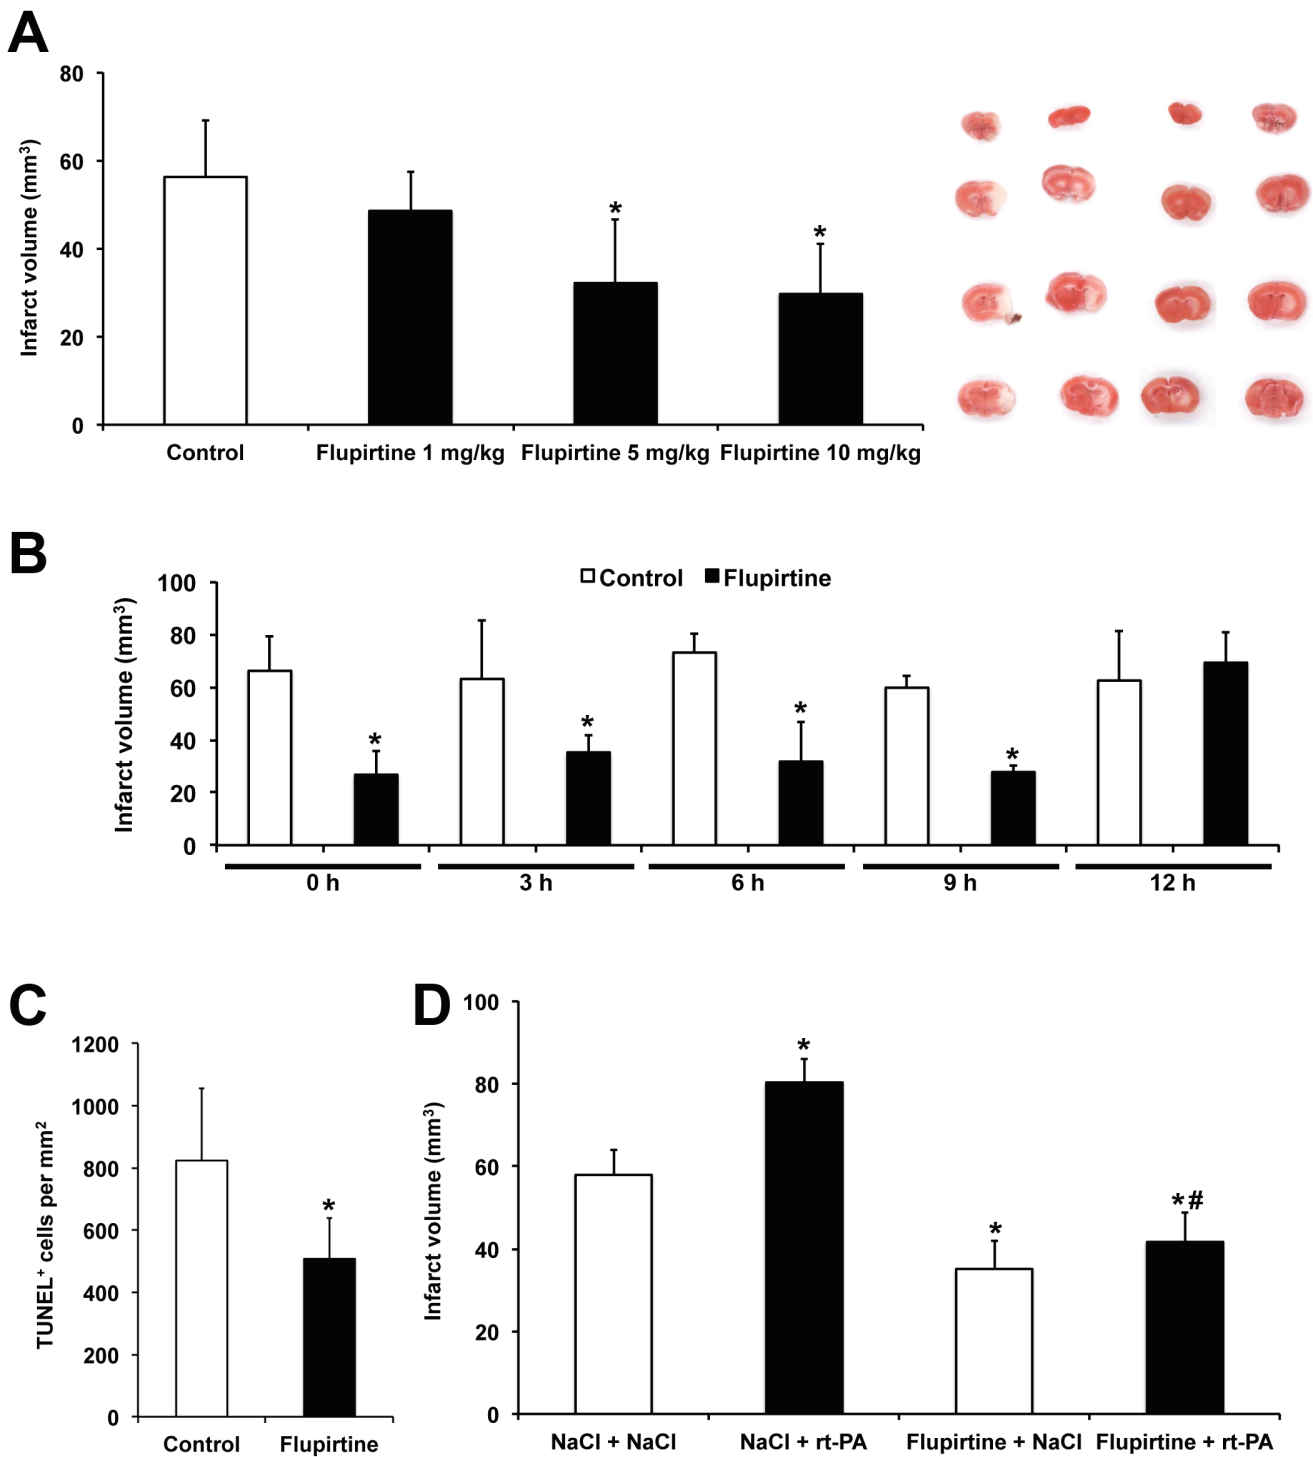 A
80
60
40
20
0
Infarct volume (mm³)
*
*
Control
Flupirtine 1 mg/kg
Flupirtine 5 mg/kg
Flupirtine 10 mg/kg
B
Control
Flupirtine
100
80
60
40
20
0
Infarct volume (mm³)
*
*
*
*
0 h
3 h
6 h
9 h
12 h
C
1200
1000
800
600
400
200
0
TUNEL⁺ cells per mm²
*
Control
Flupirtine
D
100
80
60
40
20
0
Infarct volume (mm³)
*
*
*#
NaCl + NaCl
NaCl + rt-PA
Flupirtine + NaCl
Flupirtine + rt-PA